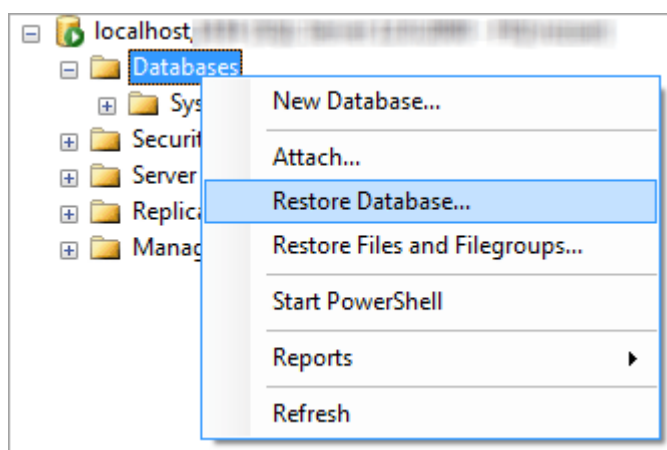 localhost,
Databases
Sys
New Database...
Securit
Attach...
Server
Restore Database...
Replica
Restore Files and Filegroups...
Manag
Start PowerShell
Reports
Refresh